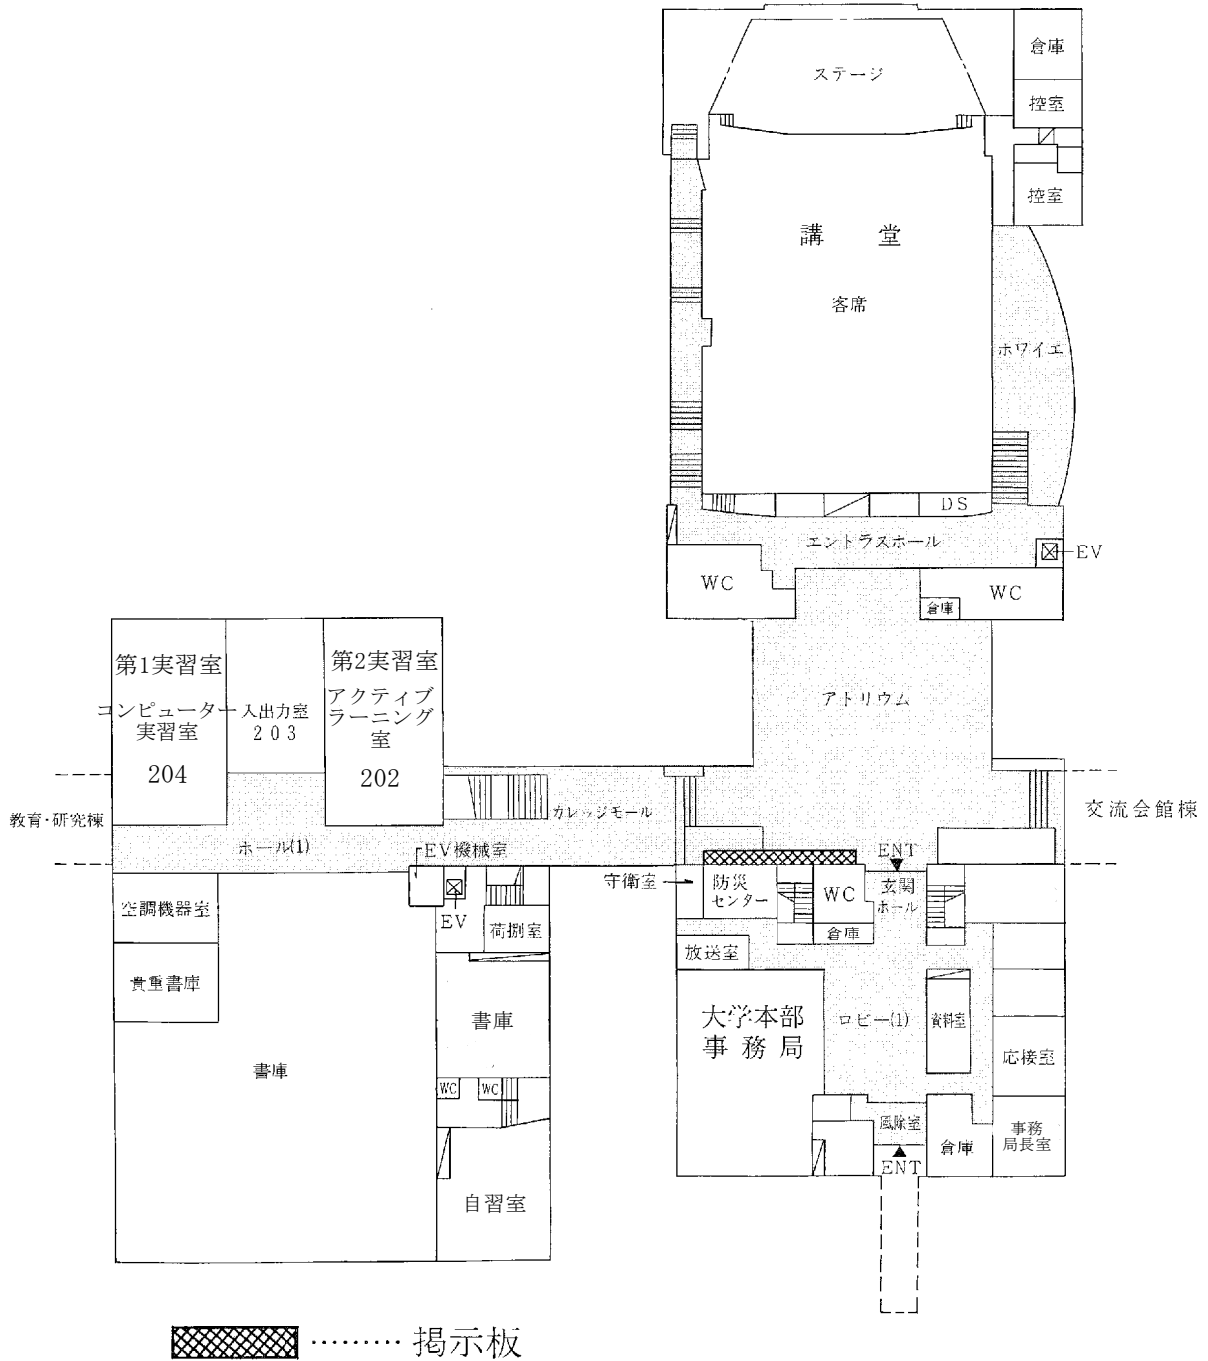 ステージ
倉庫
控室
控室
講　堂
客席
ホワイエ
DS
エントラスホール
EV
WC
WC
倉庫
アトリウム
第1実習室
コンピューター
実習室
204
入出力室
203
第2実習室
アクティブ
ラーニング
室
202
カレッジモール
教育・研究棟
ホール(1)
交流会館棟
EV機械室
ENT
守衛室
防災
センター
WC
玄関
ホール
空調機器室
EV
荷捌室
倉庫
放送室
貴重書庫
書庫
大学本部
事務局
ロビー(1)
資料室
書庫
応接室
WC
WC
風除室
倉庫
事務
局長室
ENT
自習室
………掲示板